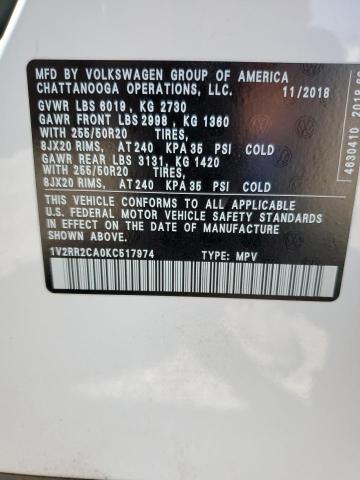 MFD BY VOLKSWAGEN GROUP OF AMERICA
CHATTANOOGA OPERATIONS, LLC. 11/2018
GVWR LBS 6019, KG 2730
GAWR FRONT LBS 2998, KG 1360
WITH 255/50R20 TIRES,
8JX20 RIMS, AT 240 KPA 35 PSI COLD
GAWR REAR LBS 3131, KG 1420
WITH 255/50R20 TIRES,
8JX20 RIMS, AT 240 KPA 35 PSI COLD
THIS VEHICLE CONFORMS TO ALL APPLICABLE
U.S. FEDERAL MOTOR VEHICLE SAFETY STANDARDS
IN EFFECT ON THE DATE OF MANUFACTURE
SHOWN ABOVE.
1V2RR2CA0KC517974 TYPE: MPV
4630410 2018